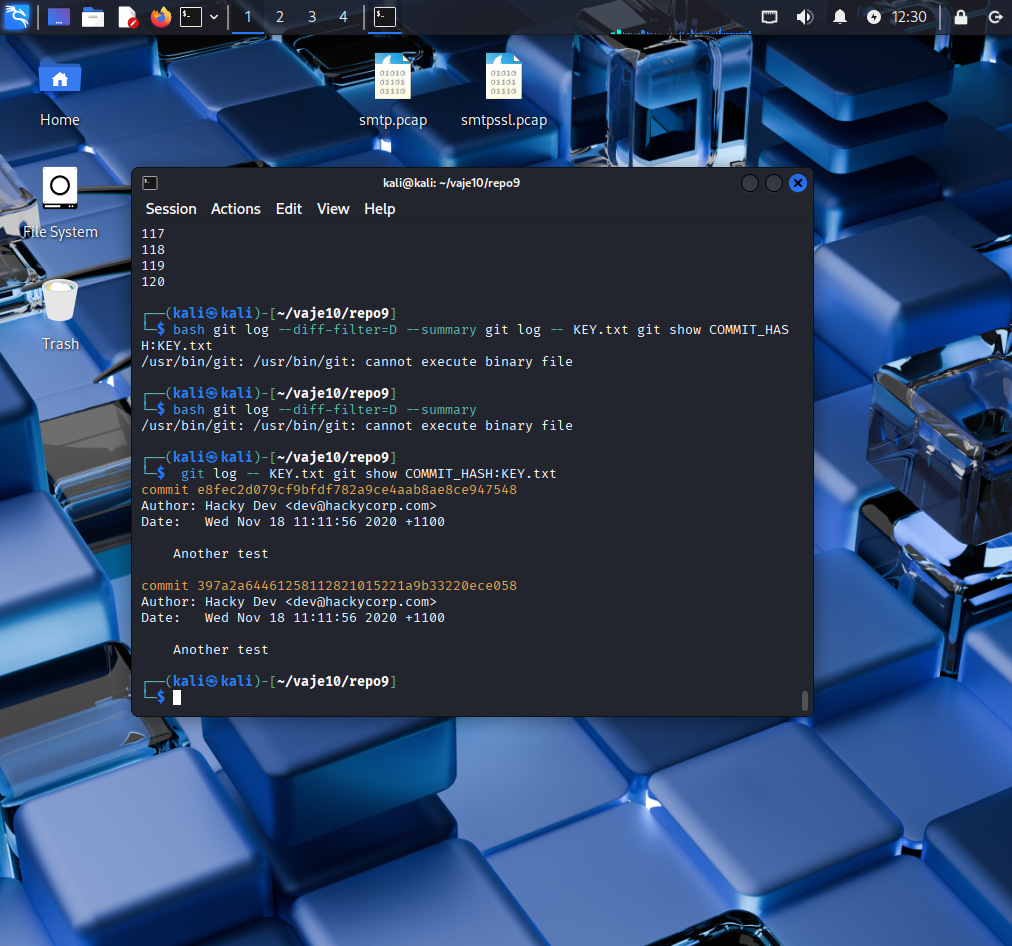 1 2 3 4 12:30
Home
smtp.pcap
smtpssl.pcap
File System
Trash
kali@kali: ~/vaje10/repo9
Session Actions Edit View Help
117
118
119
120
┌──(kali㉿kali)-[~/vaje10/repo9]
└─$ bash git log --diff-filter=D --summary git log -- KEY.txt git show COMMIT_HAS
H:KEY.txt
/usr/bin/git: /usr/bin/git: cannot execute binary file
┌──(kali㉿kali)-[~/vaje10/repo9]
└─$ bash git log --diff-filter=D --summary
/usr/bin/git: /usr/bin/git: cannot execute binary file
┌──(kali㉿kali)-[~/vaje10/repo9]
└─$  git log -- KEY.txt git show COMMIT_HASH:KEY.txt
commit e8fec2d079cf9bfdf782a9ce4aab8ae8ce947548
Author: Hacky Dev <dev@hackycorp.com>
Date:   Wed Nov 18 11:11:56 2020 +1100
    Another test
commit 397a2a64461258112821015221a9b33220ece058
Author: Hacky Dev <dev@hackycorp.com>
Date:   Wed Nov 18 11:11:56 2020 +1100
    Another test
┌──(kali㉿kali)-[~/vaje10/repo9]
└─$